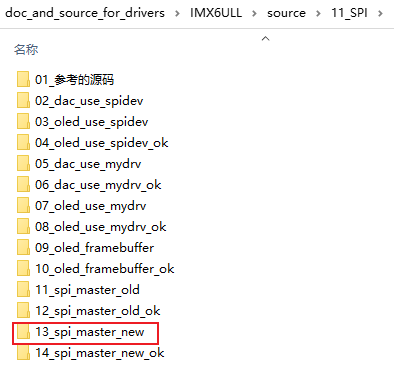 doc_and_source_for_drivers > IMX6ULL > source > 11_SPI >
名称
01_参考的源码
02_dac_use_spidev
03_oled_use_spidev
04_oled_use_spidev_ok
05_dac_use_mydrv
06_dac_use_mydrv_ok
07_oled_use_mydrv
08_oled_use_mydrv_ok
09_oled_framebuffer
10_oled_framebuffer_ok
11_spi_master_old
12_spi_master_old_ok
13_spi_master_new
14_spi_master_new_ok